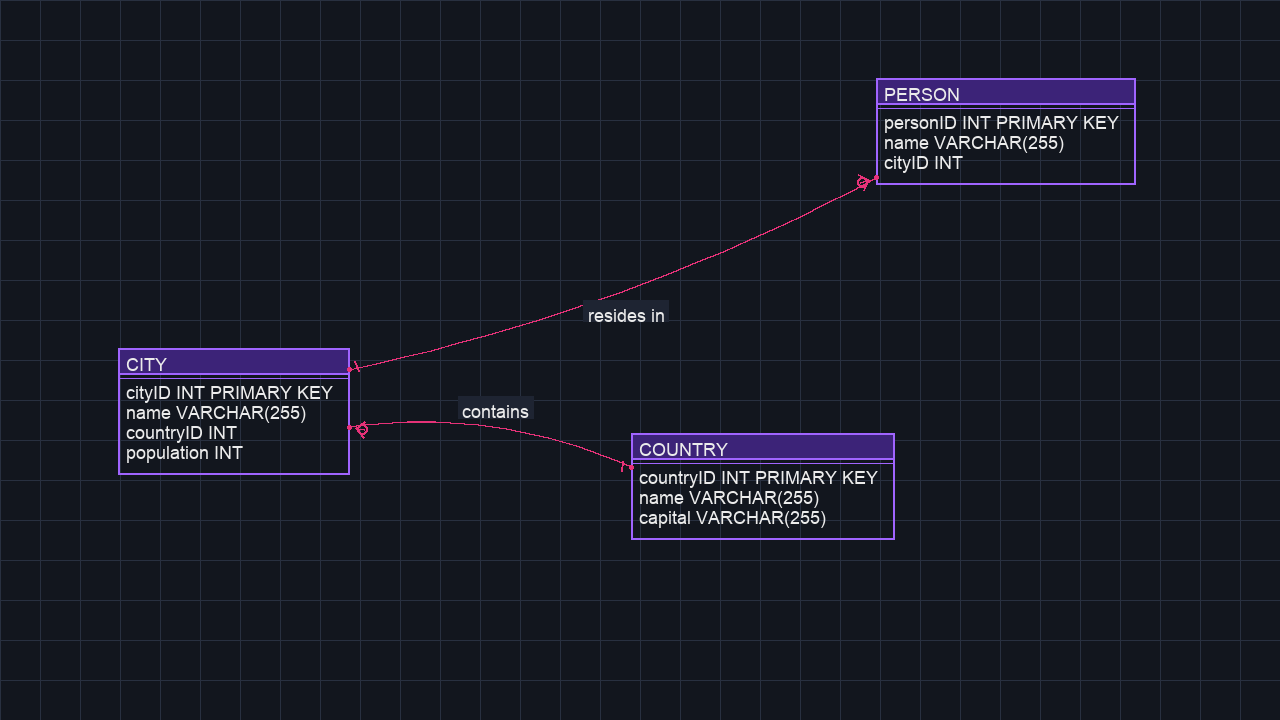 PERSON
personID INT PRIMARY KEY
name VARCHAR(255)
cityID INT
resides in
CITY
cityID INT PRIMARY KEY
name VARCHAR(255)
countryID INT
population INT
contains
COUNTRY
countryID INT PRIMARY KEY
name VARCHAR(255)
capital VARCHAR(255)